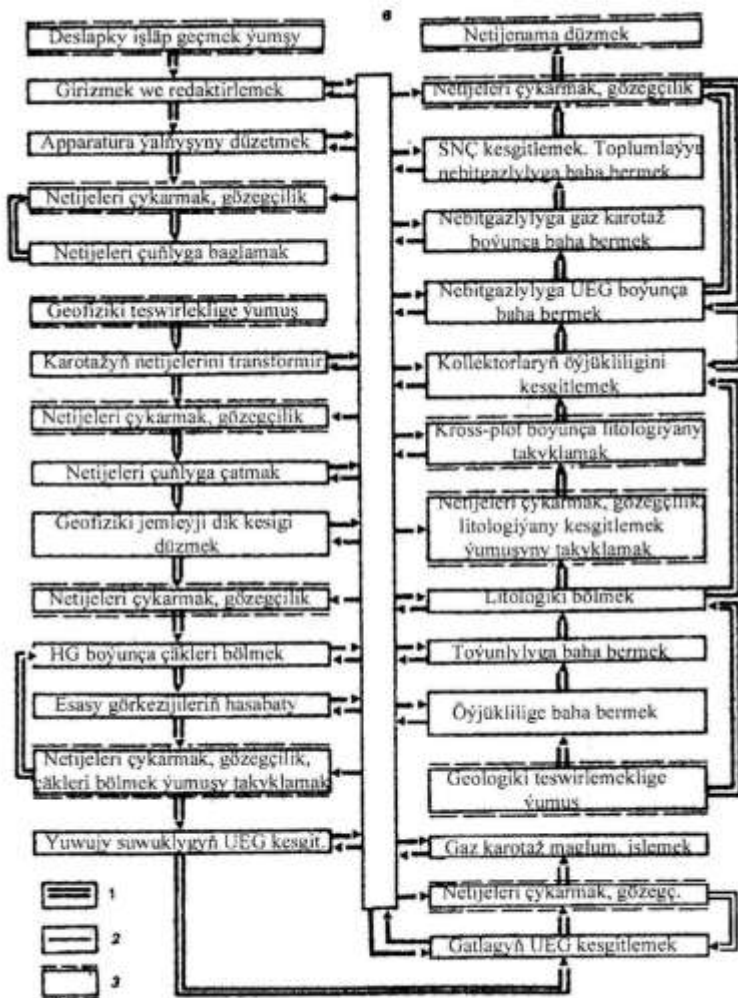 в
Deslapky işläp geçmek ýumşy
Girizmek we redaktirlemek
Apparatura ýalňyşyny düzetmek
Netijeleri çykarmak, gözegçilik
Netijeleri çuňlyga baglamak
Geofiziki teswirleklige ýumuş
Karotažyň netijelerini transformir
Netijeleri çykarmak, gözegçilik
Netijeleri çuňlyga çatmak
Geofiziki jemleýji dik kesigi
düzmek
Netijeleri çykarmak, gözegçilik
HG boýunça çäkleri bölmek
Esasy görkezijileriň hasabaty
Netijeleri çykarmak, gözegçilik,
çäkleri bölmek ýumuşy takyklamak
Yuwujy suwuklygyň UEG kesgit.
1
2
3
Netijenama düzmek
Netijeleri çykarmak, gözegçilik
SNÇ kesgitlemek. Toplumlaýyn
nebitgazlylyga baha bermek
Nebitgazlylyga gaz karotaž
boýunça baha bermek
Nebitgazlylyga UEG boýunça
baha bermek
Kollektorlaryň öýjükliligini
kesgitlemek
Kross-plot boýunça litologiýany
takyklamak
Netijeleri çykarmak, gözegçilik,
litologiýany kesgitlemek
ýumuşyny takyklamak
Litologiki bölmek
Toýunlylyga baha bermek
Öýjüklilige baha bermek
Geologiki teswirlemeklige
ýumuş
Gaz karotaž maglum. işlemek
Netijeleri çykarmak, gözegç.
Gatlagyň UEG kesgitlemek